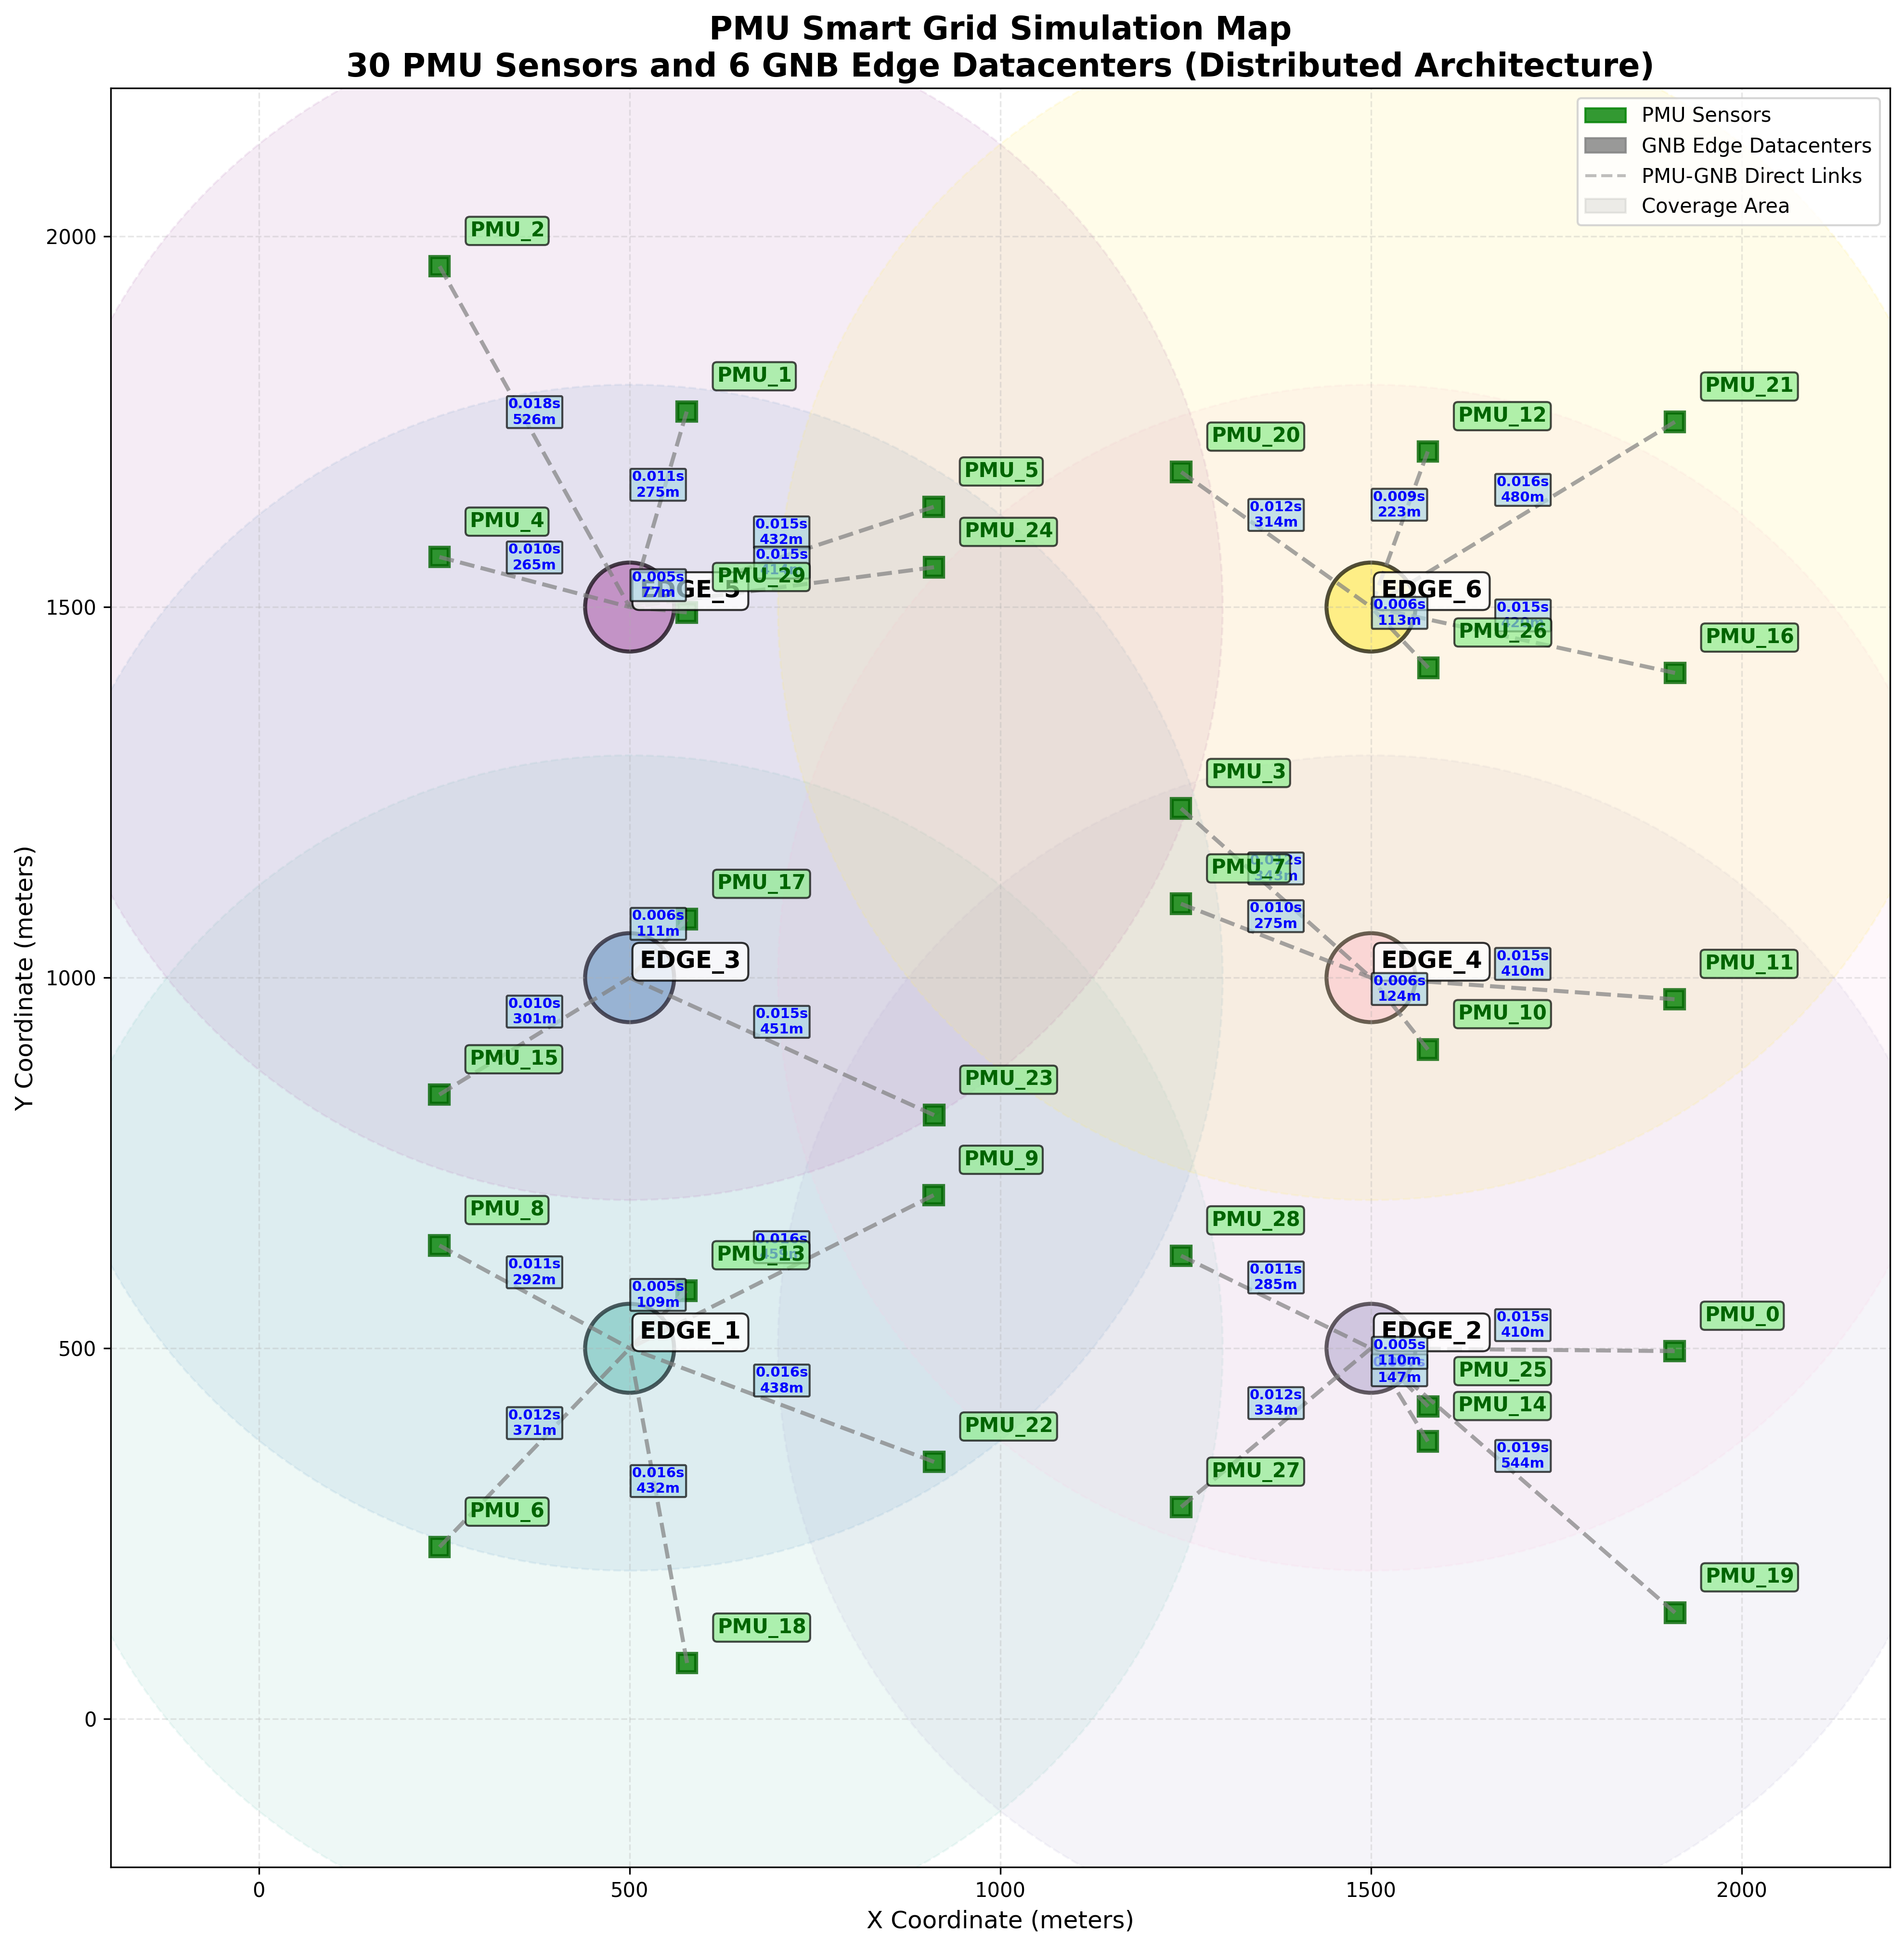 PMU Smart Grid Simulation Map
30 PMU Sensors and 6 GNB Edge Datacenters (Distributed Architecture)
PMU Sensors
GNB Edge Datacenters
PMU-GNB Direct Links
Coverage Area
2000
1500
1000
500
0
Y Coordinate (meters)
PMU_2
0.018s
526m
PMU_1
0.011s
275m
PMU_4
0.010s
265m
PMU_5
0.015s
432m
PMU_24
0.015s
PMU_29
0.005s
77m
PMU_20
0.012s
314m
PMU_12
0.009s
223m
PMU_21
0.016s
480m
EDGE_6
0.006s
113m
0.015s
PMU_26
PMU_16
PMU_3
PMU_7
0.010s
275m
PMU_17
0.006s
111m
EDGE_3
0.010s
301m
0.015s
451m
PMU_15
PMU_23
EDGE_4
0.006s
124m
0.015s
410m
PMU_11
PMU_10
PMU_9
0.016s
PMU_8
0.011s
292m
PMU_13
0.005s
109m
EDGE_1
0.016s
438m
0.012s
371m
0.016s
432m
PMU_22
PMU_6
PMU_18
PMU_28
0.011s
285m
EDGE_2
0.005s
110m
147m
0.015s
410m
PMU_0
PMU_25
PMU_14
0.012s
334m
0.019s
544m
PMU_27
PMU_19
0
500
1000
1500
2000
X Coordinate (meters)